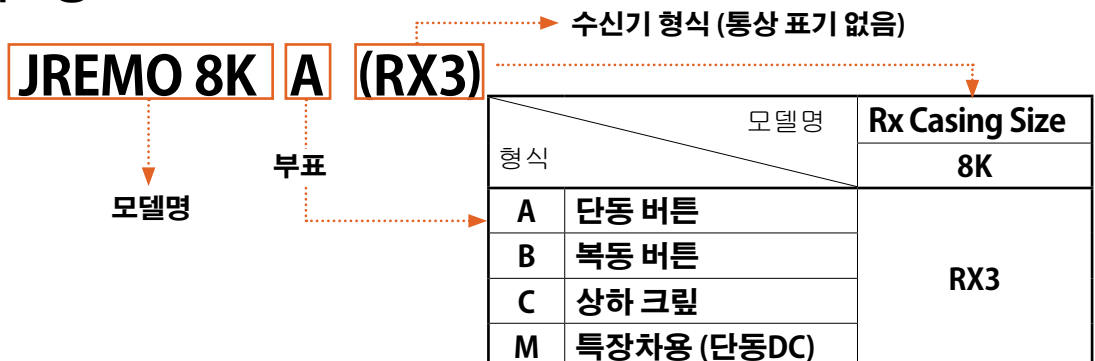 수신기 형식 (통상 표기 없음)
JREMO 8K A (RX3)
모델명 Rx Casing Size
부표
형식 8K
모델명
A 단동 버튼
B 복동 버튼
RX3
C 상하 크릪
M 특장차용 (단동DC)